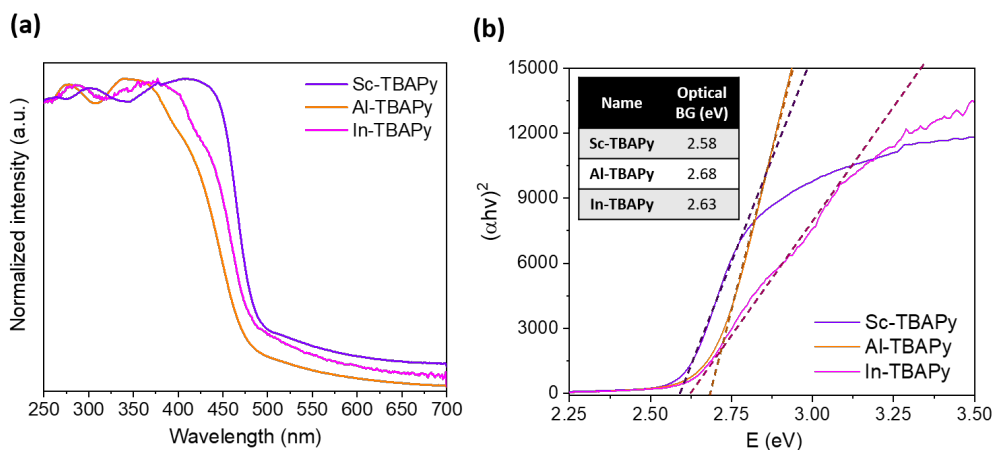 (a)
Normalized intensity (a.u.)
Sc-TBAPy
Al-TBAPy
In-TBAPy
250 300 350 400 450 500 550 600 650 700
Wavelength (nm)
(b)
(αhν)²
15000
12000
9000
6000
3000
0
Name Optical BG (eV)
Sc-TBAPy 2.58
Al-TBAPy 2.68
In-TBAPy 2.63
Sc-TBAPy
Al-TBAPy
In-TBAPy
2.25 2.50 2.75 3.00 3.25 3.50
E (eV)